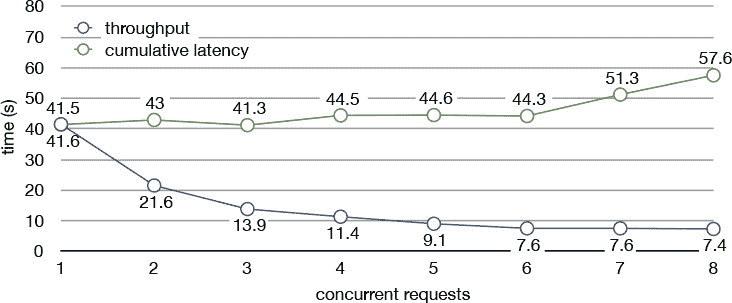 80
throughput
70
cumulative latency
57.6
60
51.3
50
41.5 43 41.3 44.5 44.6 44.3
40
41.6
30
20
21.6
13.9 11.4 9.1 7.6 7.6 7.4
10
0
time (s)
1 2 3 4 5 6 7 8
concurrent requests